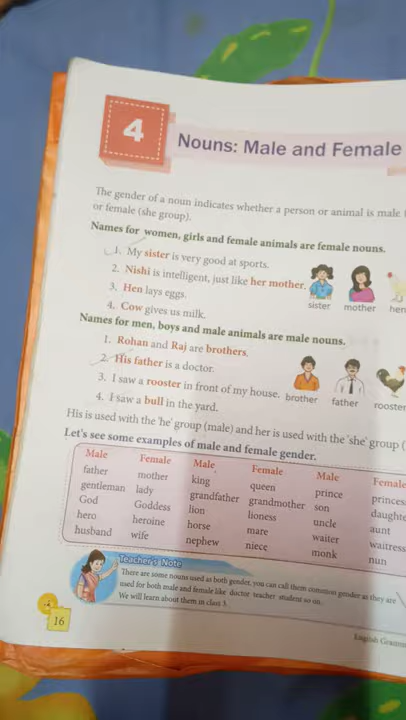 4
Nouns: Male and Female
The gender of a noun indicates whether a person or animal is male
or female (she group).
Names for women, girls and female animals are female nouns.
1. My sister is very good at sports.
2. Nishi is intelligent, just like her mother.
3. Hen lays eggs.
4. Cow gives us milk.
sister mother hen
Names for men, boys and male animals are male nouns.
1. Rohan and Raj are brothers.
2. His father is a doctor.
3. I saw a rooster in front of my house.
4. I saw a bull in the yard.
brother father rooster
His is used with the 'he' group (male) and her is used with the 'she' group (
Let's see some examples of male and female gender.
Male Female Male Female Male Female
father mother king queen prince princes
gentleman lady grandfather grandmother son daughte
God Goddess lion lioness uncle aunt
hero heroine horse mare waiter waitress
husband wife nephew niece monk nun
Teacher's Note
There are some nouns used as both gender, you can call them common gender as they are
used for both male and female like doctor teacher student so on.
We will learn about them in class 3.
16
English Gramm